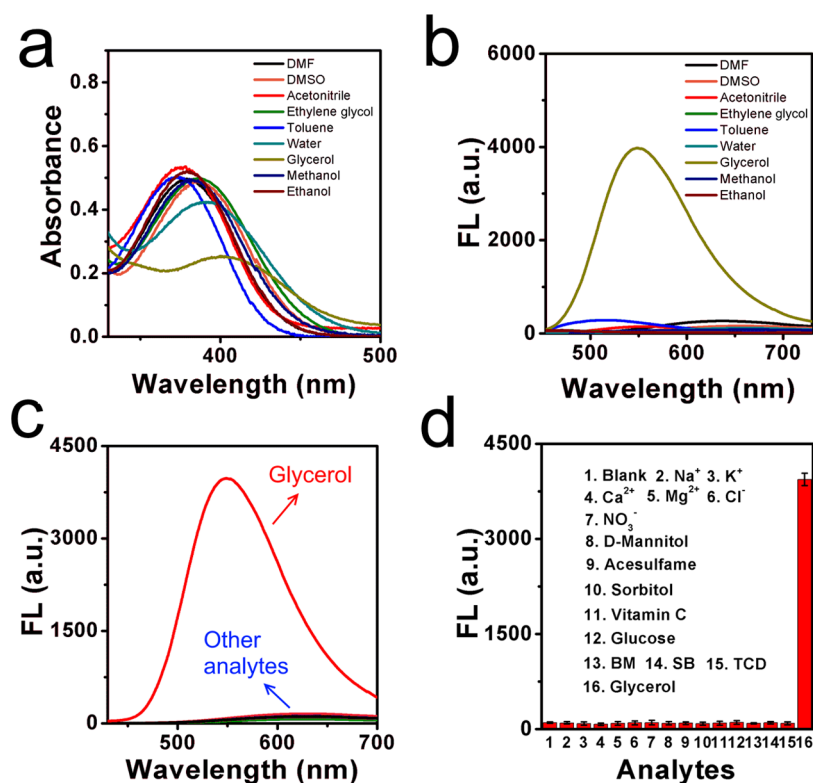 a
Absorbance
0.8
0.6
0.4
0.2
0.0
DMF
DMSO
Acetonitrile
Ethylene glycol
Toluene
Water
Glycerol
Methanol
Ethanol
400
500
Wavelength (nm)
b
FL (a.u.)
6000
4000
2000
0
DMF
DMSO
Acetonitrile
Ethylene glycol
Toluene
Water
Glycerol
Methanol
Ethanol
500
600
700
Wavelength (nm)
c
FL (a.u.)
4500
3000
1500
0
Glycerol
Other
analytes
500
600
700
Wavelength (nm)
d
FL (a.u.)
4500
3000
1500
0
1. Blank 2. Na⁺ 3. K⁺
4. Ca²⁺ 5. Mg²⁺ 6. Cl⁻
7. NO₃⁻
8. D-Mannitol
9. Acesulfame
10. Sorbitol
11. Vitamin C
12. Glucose
13. BM 14. SB 15. TCD
16. Glycerol
1 2 3 4 5 6 7 8 9 10 11 12 13 14 15 16
Analytes